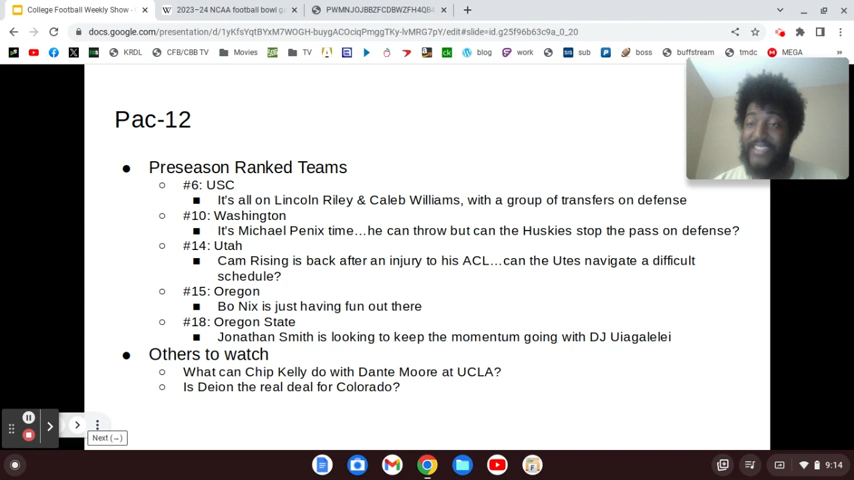 College Football Weekly Show -
2023–24 NCAA football bowl g
PWMNJOJBBZFCDBWZFH4QB
docs.google.com/presentation/d/1yKfsYqtBYxM7WOGH-buygACOciqPmggTKy-lvMRG7pY/edit#slide=id.g25f96b63c9a_0_20
KRDL CFB/CBB TV Movies TV blog work sub boss buffstream tmdc MEGA
Pac-12
● Preseason Ranked Teams
○ #6: USC
■ It's all on Lincoln Riley & Caleb Williams, with a group of transfers on defense
○ #10: Washington
■ It's Michael Penix time…he can throw but can the Huskies stop the pass on defense?
○ #14: Utah
■ Cam Rising is back after an injury to his ACL…can the Utes navigate a difficult
schedule?
○ #15: Oregon
■ Bo Nix is just having fun out there
○ #18: Oregon State
■ Jonathan Smith is looking to keep the momentum going with DJ Uiagalelei
● Others to watch
○ What can Chip Kelly do with Dante Moore at UCLA?
○ Is Deion the real deal for Colorado?
Next (→)
9:14